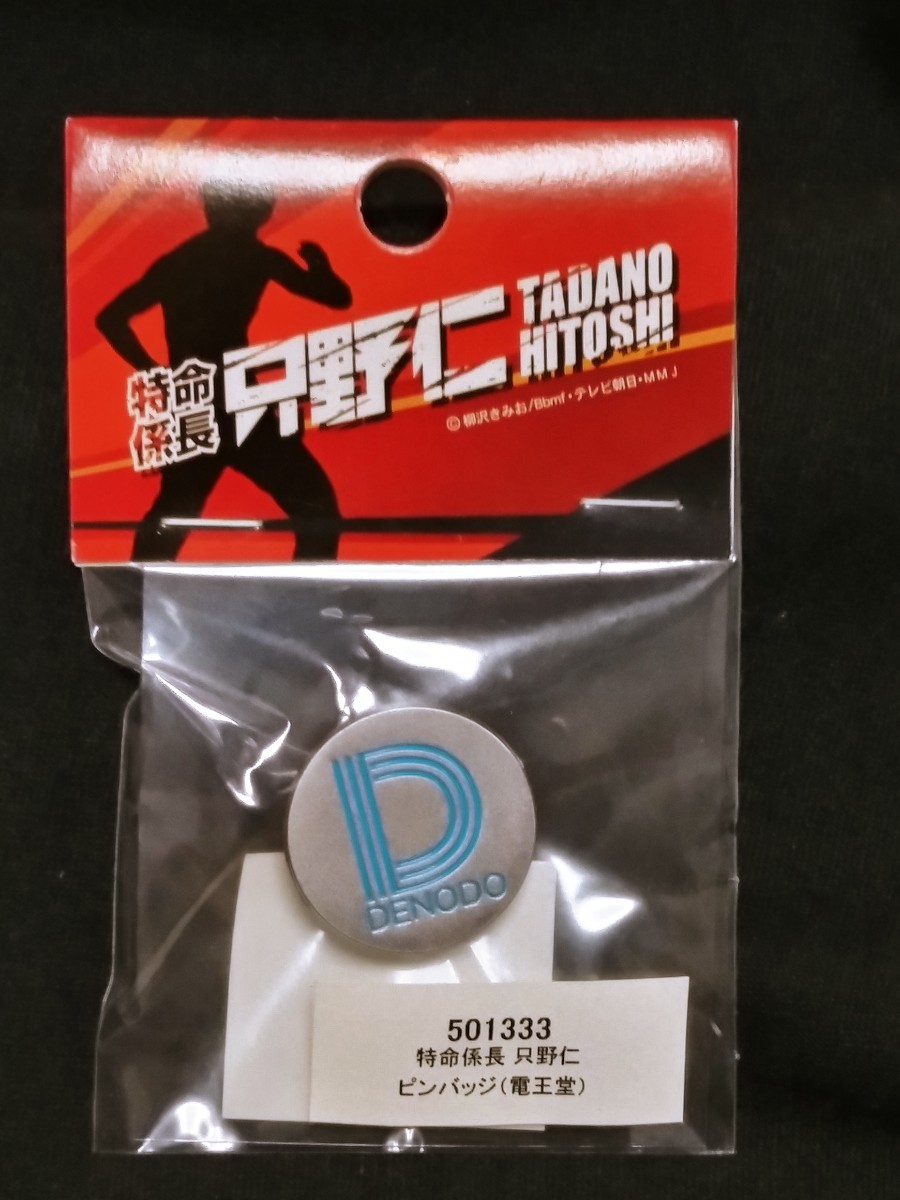 特命
係長
只野仁
TADANO
HITOSHI
©柳沢きみお/Bbmf・テレビ朝日・MMJ
D
DENODO
501333
特命係長 只野仁
ピンバッジ(電王堂)